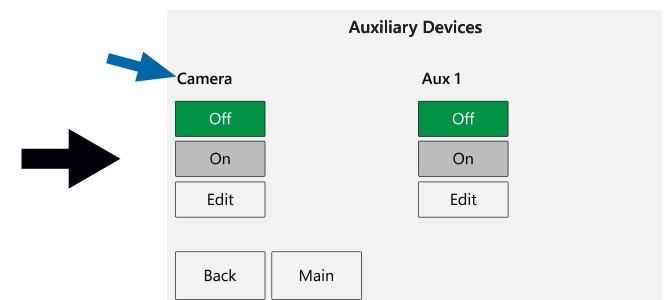 Auxiliary Devices
Camera
Aux 1
Off
Off
On
On
Edit
Edit
Back
Main